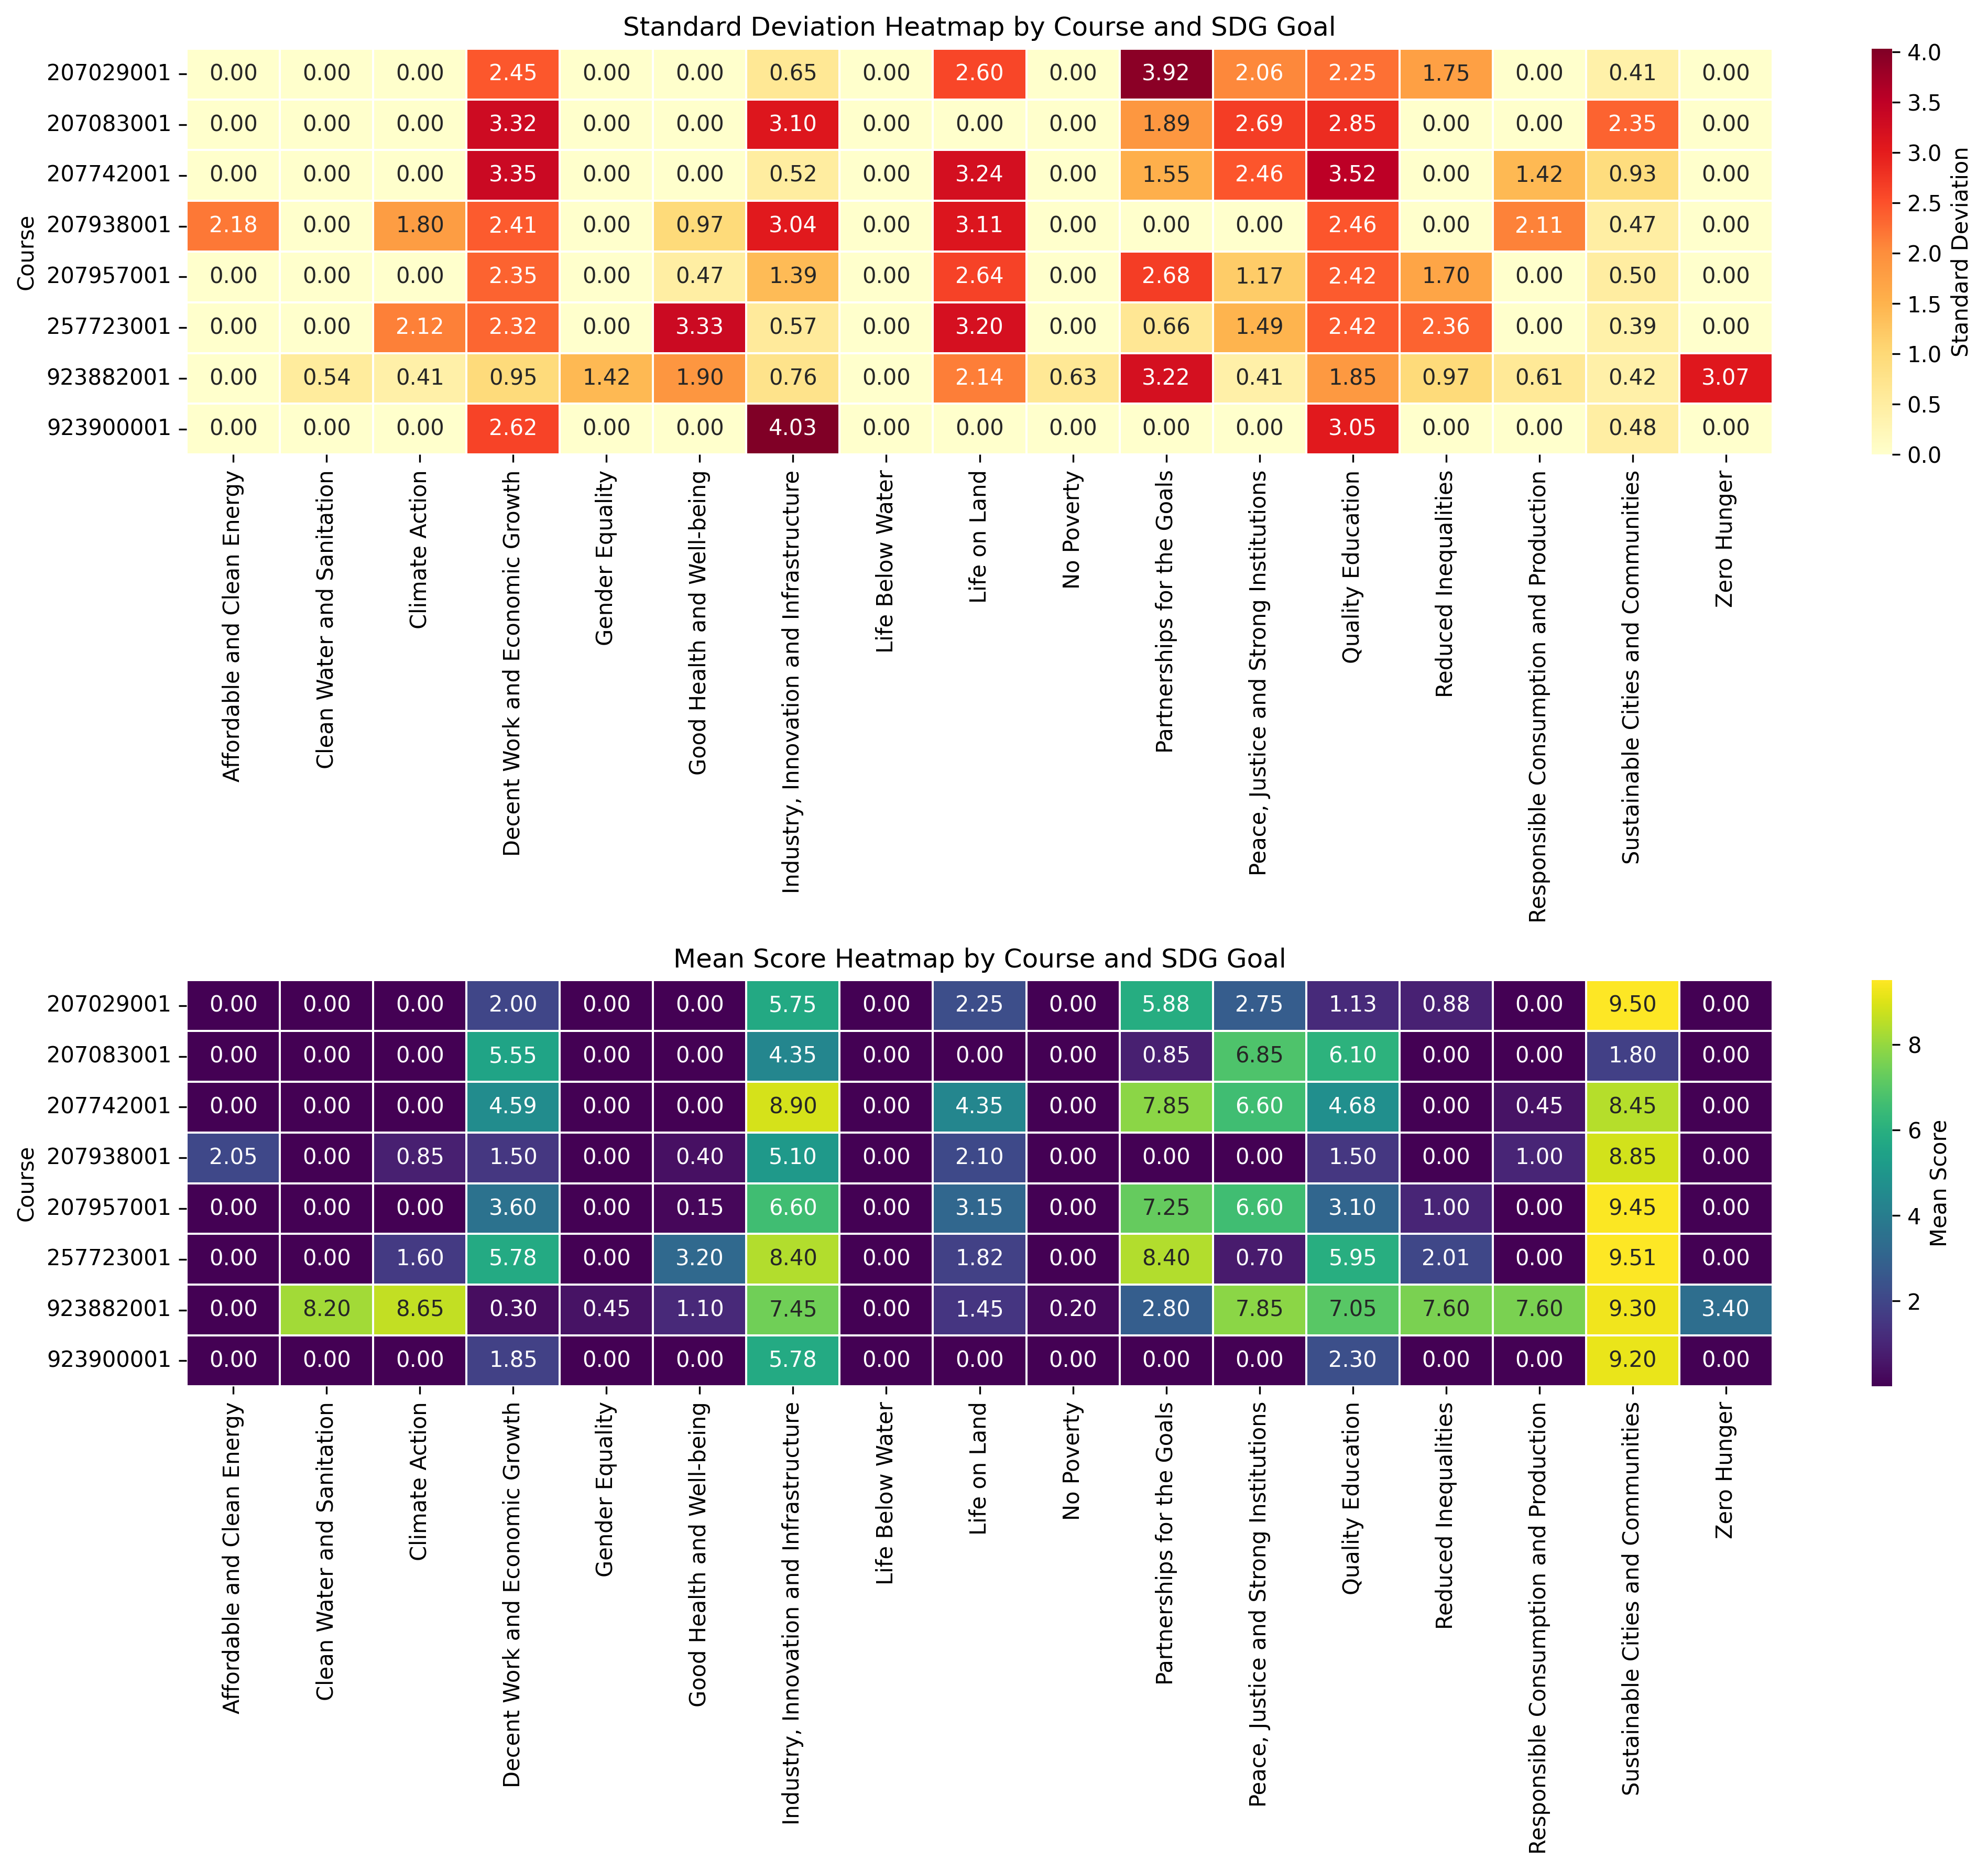 Standard Deviation Heatmap by Course and SDG Goal
Course
207029001 0.00 0.00 0.00 2.45 0.00 0.00 0.65 0.00 2.60 0.00 3.92 2.06 2.25 1.75 0.00 0.41 0.00
207083001 0.00 0.00 0.00 3.32 0.00 0.00 3.10 0.00 0.00 0.00 1.89 2.69 2.85 0.00 0.00 2.35 0.00
207742001 0.00 0.00 0.00 3.35 0.00 0.00 0.52 0.00 3.24 0.00 1.55 2.46 3.52 0.00 1.42 0.93 0.00
207938001 2.18 0.00 1.80 2.41 0.00 0.97 3.04 0.00 3.11 0.00 0.00 0.00 2.46 0.00 2.11 0.47 0.00
207957001 0.00 0.00 0.00 2.35 0.00 0.47 1.39 0.00 2.64 0.00 2.68 1.17 2.42 1.70 0.00 0.50 0.00
257723001 0.00 0.00 2.12 2.32 0.00 3.33 0.57 0.00 3.20 0.00 0.66 1.49 2.42 2.36 0.00 0.39 0.00
923882001 0.00 0.54 0.41 0.95 1.42 1.90 0.76 0.00 2.14 0.63 3.22 0.41 1.85 0.97 0.61 0.42 3.07
923900001 0.00 0.00 0.00 2.62 0.00 0.00 4.03 0.00 0.00 0.00 0.00 0.00 3.05 0.00 0.00 0.48 0.00
Affordable and Clean Energy
Clean Water and Sanitation
Climate Action
Decent Work and Economic Growth
Gender Equality
Good Health and Well-being
Industry, Innovation and Infrastructure
Life Below Water
Life on Land
No Poverty
Partnerships for the Goals
Peace, Justice and Strong Institutions
Quality Education
Reduced Inequalities
Responsible Consumption and Production
Sustainable Cities and Communities
Zero Hunger
4.0
3.5
3.0
2.5
2.0
1.5
1.0
0.5
0.0
Standard Deviation
Mean Score Heatmap by Course and SDG Goal
Course
207029001 0.00 0.00 0.00 2.00 0.00 0.00 5.75 0.00 2.25 0.00 5.88 2.75 1.13 0.88 0.00 9.50 0.00
207083001 0.00 0.00 0.00 5.55 0.00 0.00 4.35 0.00 0.00 0.00 0.85 6.85 6.10 0.00 0.00 1.80 0.00
207742001 0.00 0.00 0.00 4.59 0.00 0.00 8.90 0.00 4.35 0.00 7.85 6.60 4.68 0.00 0.45 8.45 0.00
207938001 2.05 0.00 0.85 1.50 0.00 0.40 5.10 0.00 2.10 0.00 0.00 0.00 1.50 0.00 1.00 8.85 0.00
207957001 0.00 0.00 0.00 3.60 0.00 0.15 6.60 0.00 3.15 0.00 7.25 6.60 3.10 1.00 0.00 9.45 0.00
257723001 0.00 0.00 1.60 5.78 0.00 3.20 8.40 0.00 1.82 0.00 8.40 0.70 5.95 2.01 0.00 9.51 0.00
923882001 0.00 8.20 8.65 0.30 0.45 1.10 7.45 0.00 1.45 0.20 2.80 7.85 7.05 7.60 7.60 9.30 3.40
923900001 0.00 0.00 0.00 1.85 0.00 0.00 5.78 0.00 0.00 0.00 0.00 0.00 2.30 0.00 0.00 9.20 0.00
Affordable and Clean Energy
Clean Water and Sanitation
Climate Action
Decent Work and Economic Growth
Gender Equality
Good Health and Well-being
Industry, Innovation and Infrastructure
Life Below Water
Life on Land
No Poverty
Partnerships for the Goals
Peace, Justice and Strong Institutions
Quality Education
Reduced Inequalities
Responsible Consumption and Production
Sustainable Cities and Communities
Zero Hunger
8
6
4
2
Mean Score